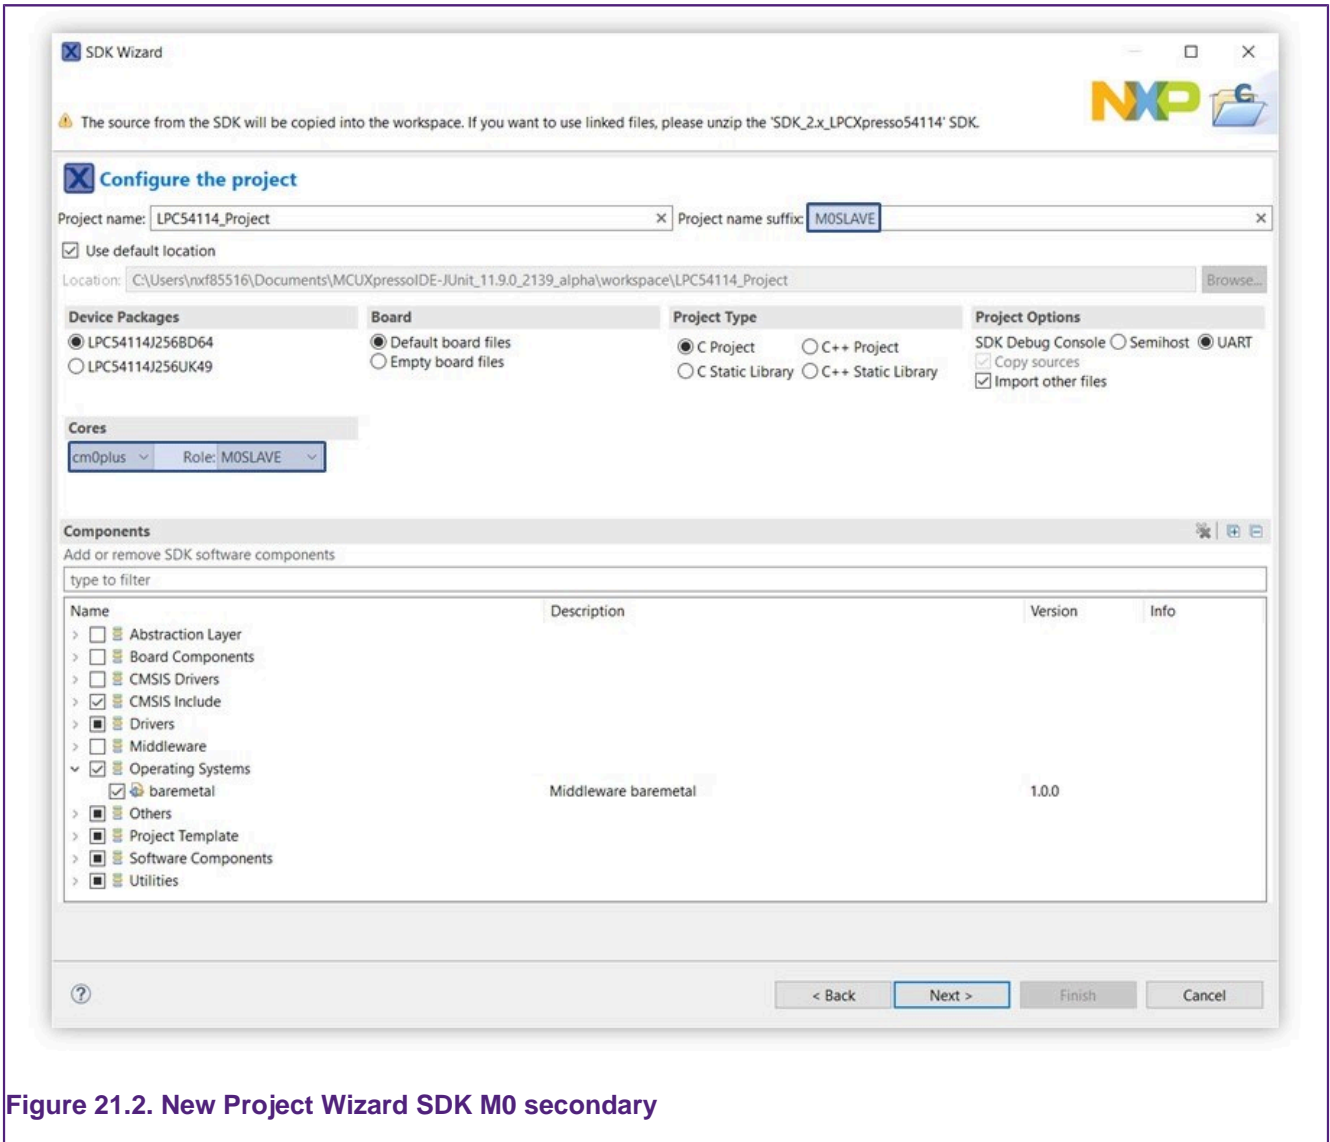 SDK Wizard
NXP
The source from the SDK will be copied into the workspace. If you want to use linked files, please unzip the 'SDK_2.x_LPCXpresso54114' SDK.
Configure the project
Project name: LPC54114_Project Project name suffix: M0SLAVE
Use default location
Location: C:\Users\nxf85516\Documents\MCUXpressoIDE-JUnit_11.9.0_2139_alpha\workspace\LPC54114_Project Browse...
Device Packages Board Project Type Project Options
LPC54114J256BD64 Default board files C Project C++ Project SDK Debug Console Semihost UART
LPC54114J256UK49 Empty board files C Static Library C++ Static Library Copy sources
Import other files
Cores
cm0plus Role: M0SLAVE
Components
Add or remove SDK software components
type to filter
Name Description Version Info
Abstraction Layer
Board Components
CMSIS Drivers
CMSIS Include
Drivers
Middleware
Operating Systems
baremetal Middleware baremetal 1.0.0
Others
Project Template
Software Components
Utilities
< Back Next > Finish Cancel
Figure 21.2. New Project Wizard SDK M0 secondary